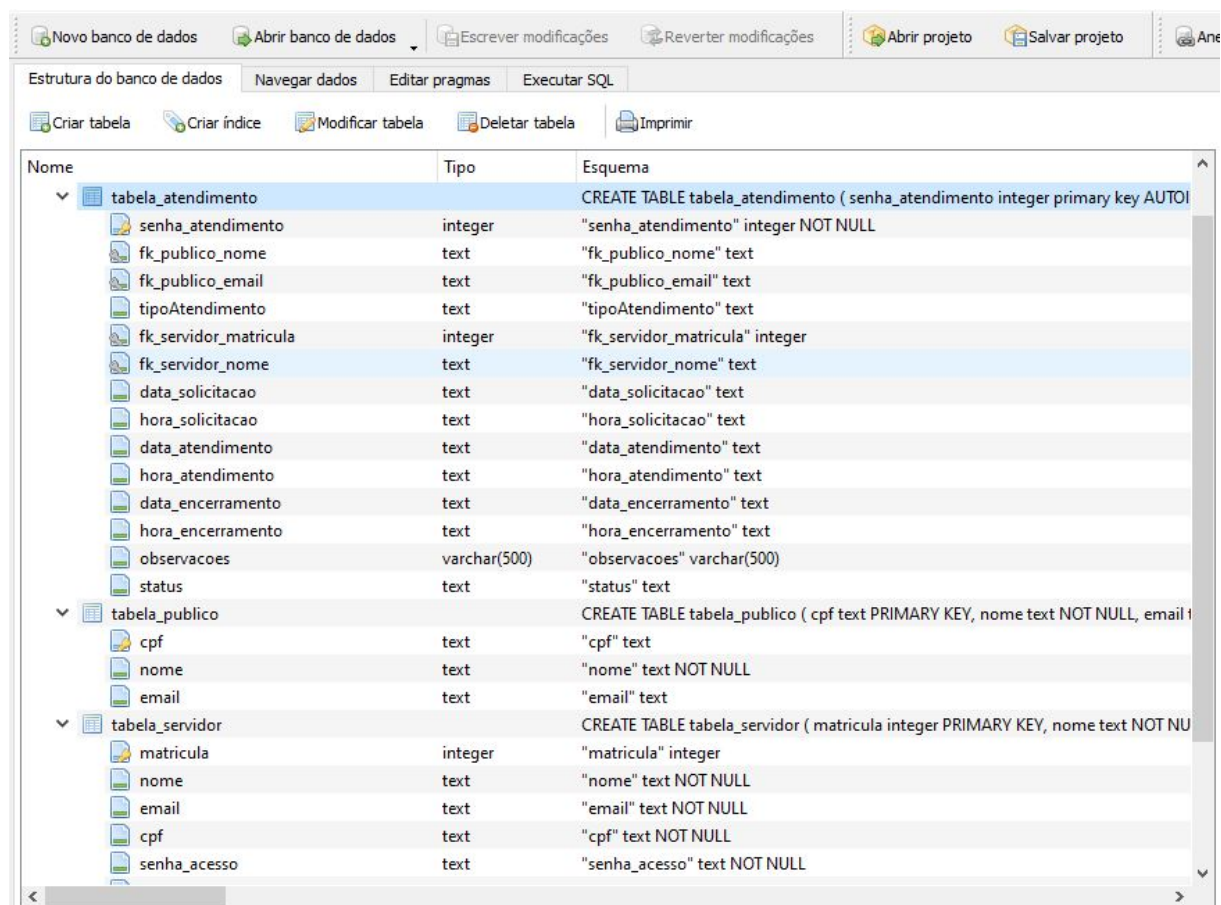 Novo banco de dados Abrir banco de dados Escrever modificações Reverter modificações Abrir projeto Salvar projeto Ane
Estrutura do banco de dados Navegar dados Editar pragmas Executar SQL
Criar tabela Criar índice Modificar tabela Deletar tabela Imprimir
Nome Tipo Esquema
tabela_atendimento CREATE TABLE tabela_atendimento ( senha_atendimento integer primary key AUTOI
senha_atendimento integer "senha_atendimento" integer NOT NULL
fk_publico_nome text "fk_publico_nome" text
fk_publico_email text "fk_publico_email" text
tipoAtendimento text "tipoAtendimento" text
fk_servidor_matricula integer "fk_servidor_matricula" integer
fk_servidor_nome text "fk_servidor_nome" text
data_solicitacao text "data_solicitacao" text
hora_solicitacao text "hora_solicitacao" text
data_atendimento text "data_atendimento" text
hora_atendimento text "hora_atendimento" text
data_encerramento text "data_encerramento" text
hora_encerramento text "hora_encerramento" text
observacoes varchar(500) "observacoes" varchar(500)
status text "status" text
tabela_publico CREATE TABLE tabela_publico ( cpf text PRIMARY KEY, nome text NOT NULL, email t
cpf text "cpf" text
nome text "nome" text NOT NULL
email text "email" text
tabela_servidor CREATE TABLE tabela_servidor ( matricula integer PRIMARY KEY, nome text NOT NU
matricula integer "matricula" integer
nome text "nome" text NOT NULL
email text "email" text NOT NULL
cpf text "cpf" text NOT NULL
senha_acesso text "senha_acesso" text NOT NULL